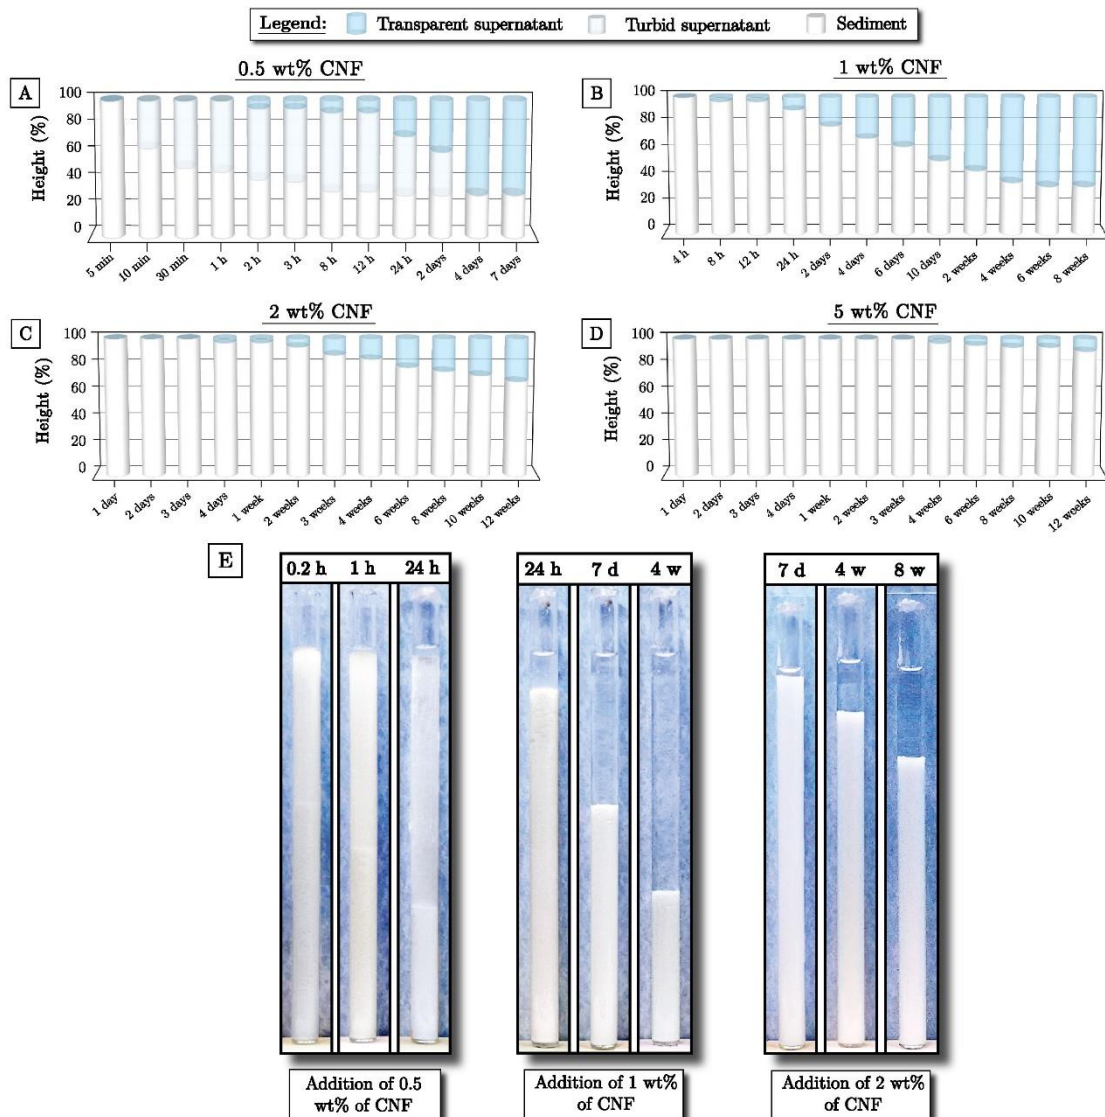 Legend: Transparent supernatant Turbid supernatant Sediment
A
0.5 wt% CNF
Height (%)
100
80
60
40
20
0
5 min 10 min 30 min 1 h 2 h 3 h 8 h 12 h 24 h 2 days 4 days 7 days
B
1 wt% CNF
Height (%)
100
80
60
40
20
0
4 h 8 h 12 h 24 h 2 days 4 days 6 days 10 days 2 weeks 4 weeks 6 weeks 8 weeks
C
2 wt% CNF
Height (%)
100
80
60
40
20
0
1 day 2 days 3 days 4 days 1 week 2 weeks 3 weeks 4 weeks 6 weeks 8 weeks 10 weeks 12 weeks
D
5 wt% CNF
Height (%)
100
80
60
40
20
0
1 day 2 days 3 days 4 days 1 week 2 weeks 3 weeks 4 weeks 6 weeks 8 weeks 10 weeks 12 weeks
E
0.2 h 1 h 24 h
Addition of 0.5
wt% of CNF
24 h 7 d 4 w
Addition of 1 wt%
of CNF
7 d 4 w 8 w
Addition of 2 wt%
of CNF